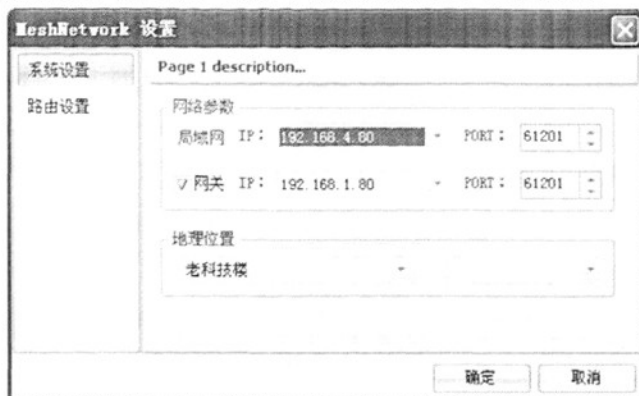 MeshNetwork 设置
系统设置
路由设置
Page 1 description...
网络参数
局域网 IP： 192.168.4.80 PORT： 61201
网关 IP： 192.168.1.80 PORT： 61201
地理位置
老科技楼
确定 取消